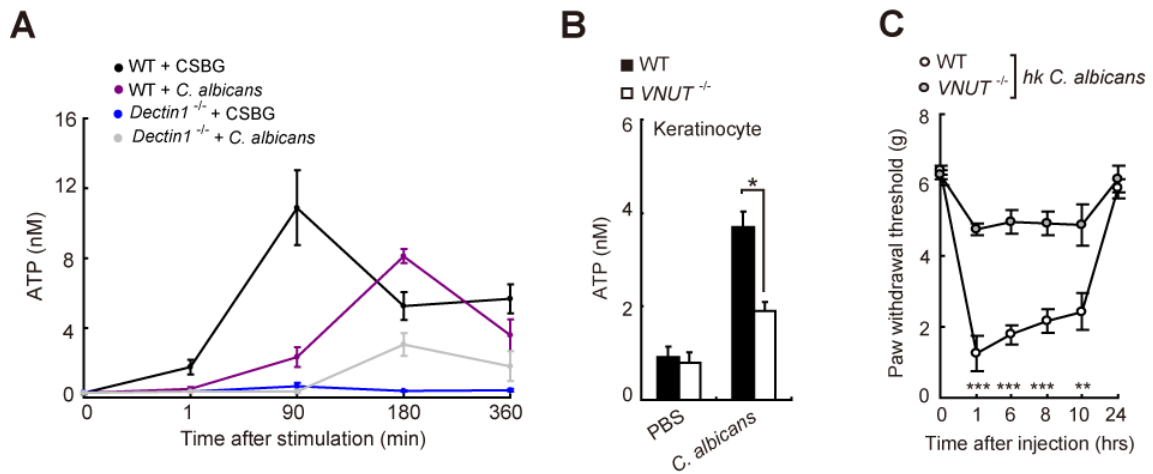 A
WT + CSBG
WT + C. albicans
Dectin1 -/- + CSBG
Dectin1 -/- + C. albicans
16
12
8
4
0
ATP (nM)
0 1 90 180 360
Time after stimulation (min)
B
WT
VNUT -/-
Keratinocyte
6
4
2
0
ATP (nM)
*
PBS
C. albicans
C
WT
VNUT -/-
hk C. albicans
8
6
4
2
0
Paw withdrawal threshold (g)
*** *** *** **
0 1 6 8 10 24
Time after injection (hrs)